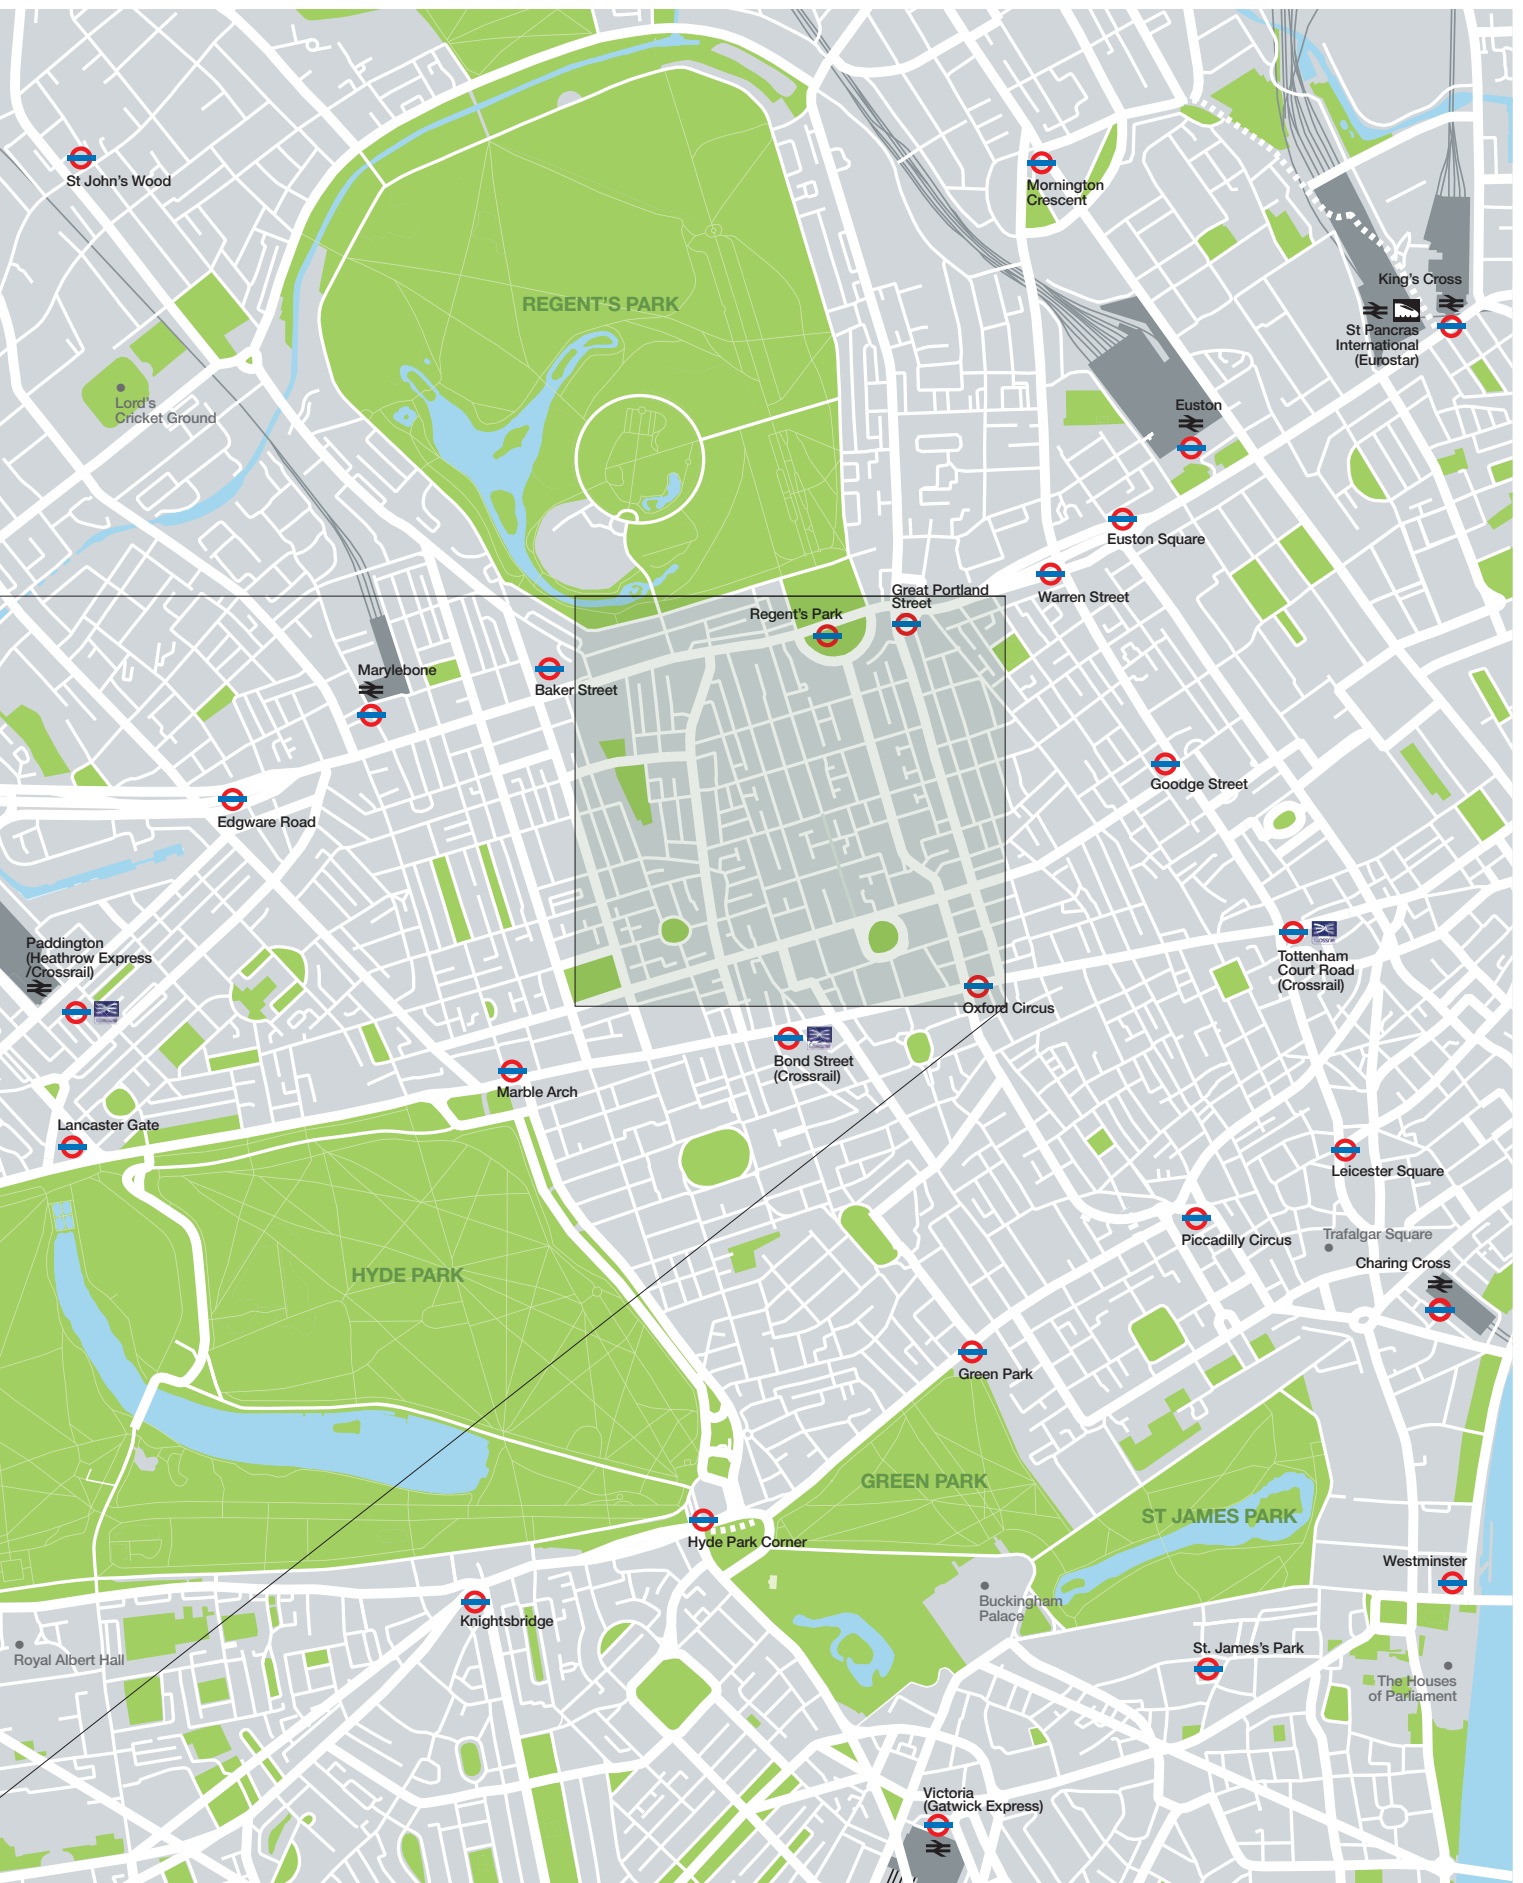 St John's Wood
Mornington
Crescent
King's Cross
St Pancras
International
(Eurostar)
REGENT'S PARK
Lord's
Cricket Ground
Euston
Euston Square
Great Portland
Street
Warren Street
Regent's Park
Marylebone
Baker Street
Goodge Street
Edgware Road
Paddington
(Heathrow Express
/Crossrail)
Tottenham
Court Road
(Crossrail)
Oxford Circus
Bond Street
(Crossrail)
Marble Arch
Lancaster Gate
Leicester Square
Piccadilly Circus
Trafalgar Square
Charing Cross
HYDE PARK
Green Park
GREEN PARK
ST JAMES PARK
Hyde Park Corner
Westminster
Buckingham
Palace
Knightsbridge
Royal Albert Hall
St. James's Park
The Houses
of Parliament
Victoria
(Gatwick Express)